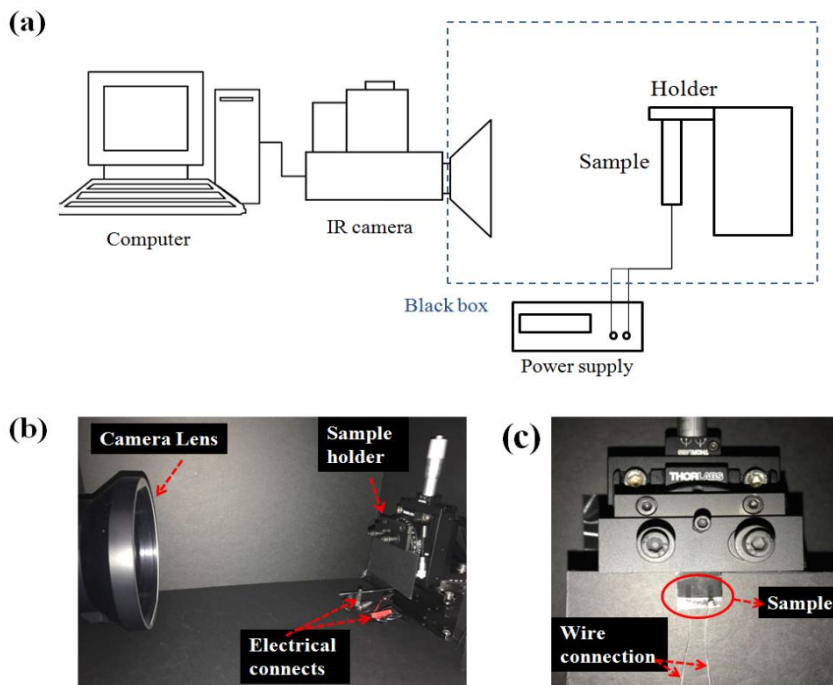 (a)
Holder
Sample
Computer
IR camera
Black box
Power supply
(b)
Camera Lens
Sample
holder
Electrical
connects
(c)
THORLABS
Sample
Wire
connection